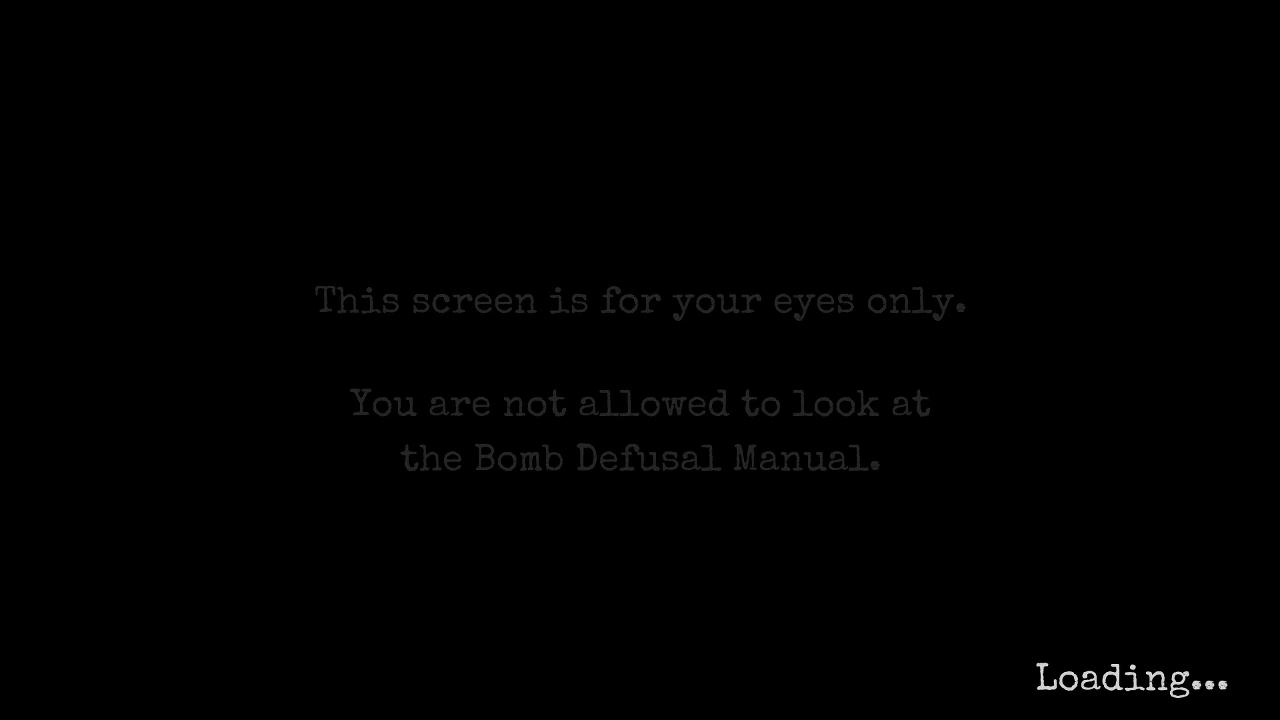 This screen is for your eyes only.
You are not allowed to look at
the Bomb Defusal Manual.
Loading...